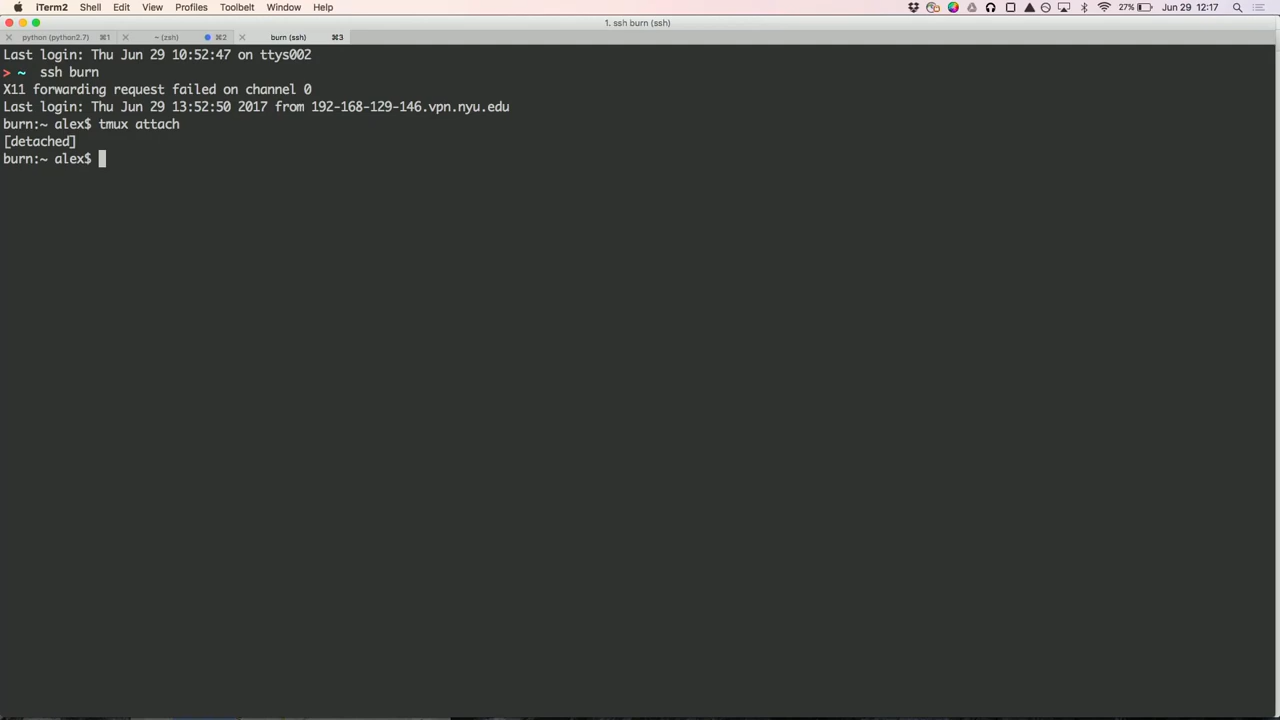 iTerm2 Shell Edit View Profiles Toolbelt Window Help 27% Jun 29 12:17
1. ssh burn (ssh)
python (python2.7) ⌘1 ~ (zsh) ⌘2 burn (ssh) ⌘3
Last login: Thu Jun 29 10:52:47 on ttys002
> ~ ssh burn
X11 forwarding request failed on channel 0
Last login: Thu Jun 29 13:52:50 2017 from 192-168-129-146.vpn.nyu.edu
burn:~ alex$ tmux attach
[detached]
burn:~ alex$